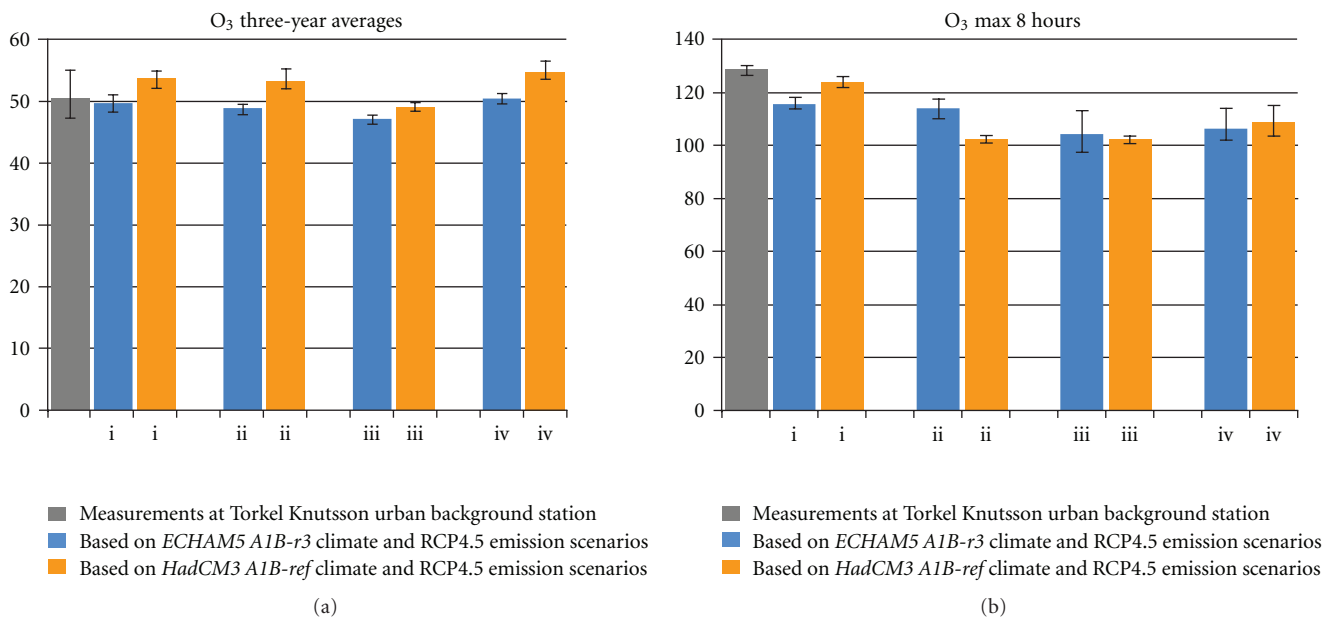 O₃ three-year averages
60
50
40
30
20
10
0
i i ii ii iii iii iv iv
Measurements at Torkel Knutsson urban background station
Based on ECHAM5 A1B-r3 climate and RCP4.5 emission scenarios
Based on HadCM3 A1B-ref climate and RCP4.5 emission scenarios
(a)
O₃ max 8 hours
140
120
100
80
60
40
20
0
i i ii ii iii iii iv iv
Measurements at Torkel Knutsson urban background station
Based on ECHAM5 A1B-r3 climate and RCP4.5 emission scenarios
Based on HadCM3 A1B-ref climate and RCP4.5 emission scenarios
(b)